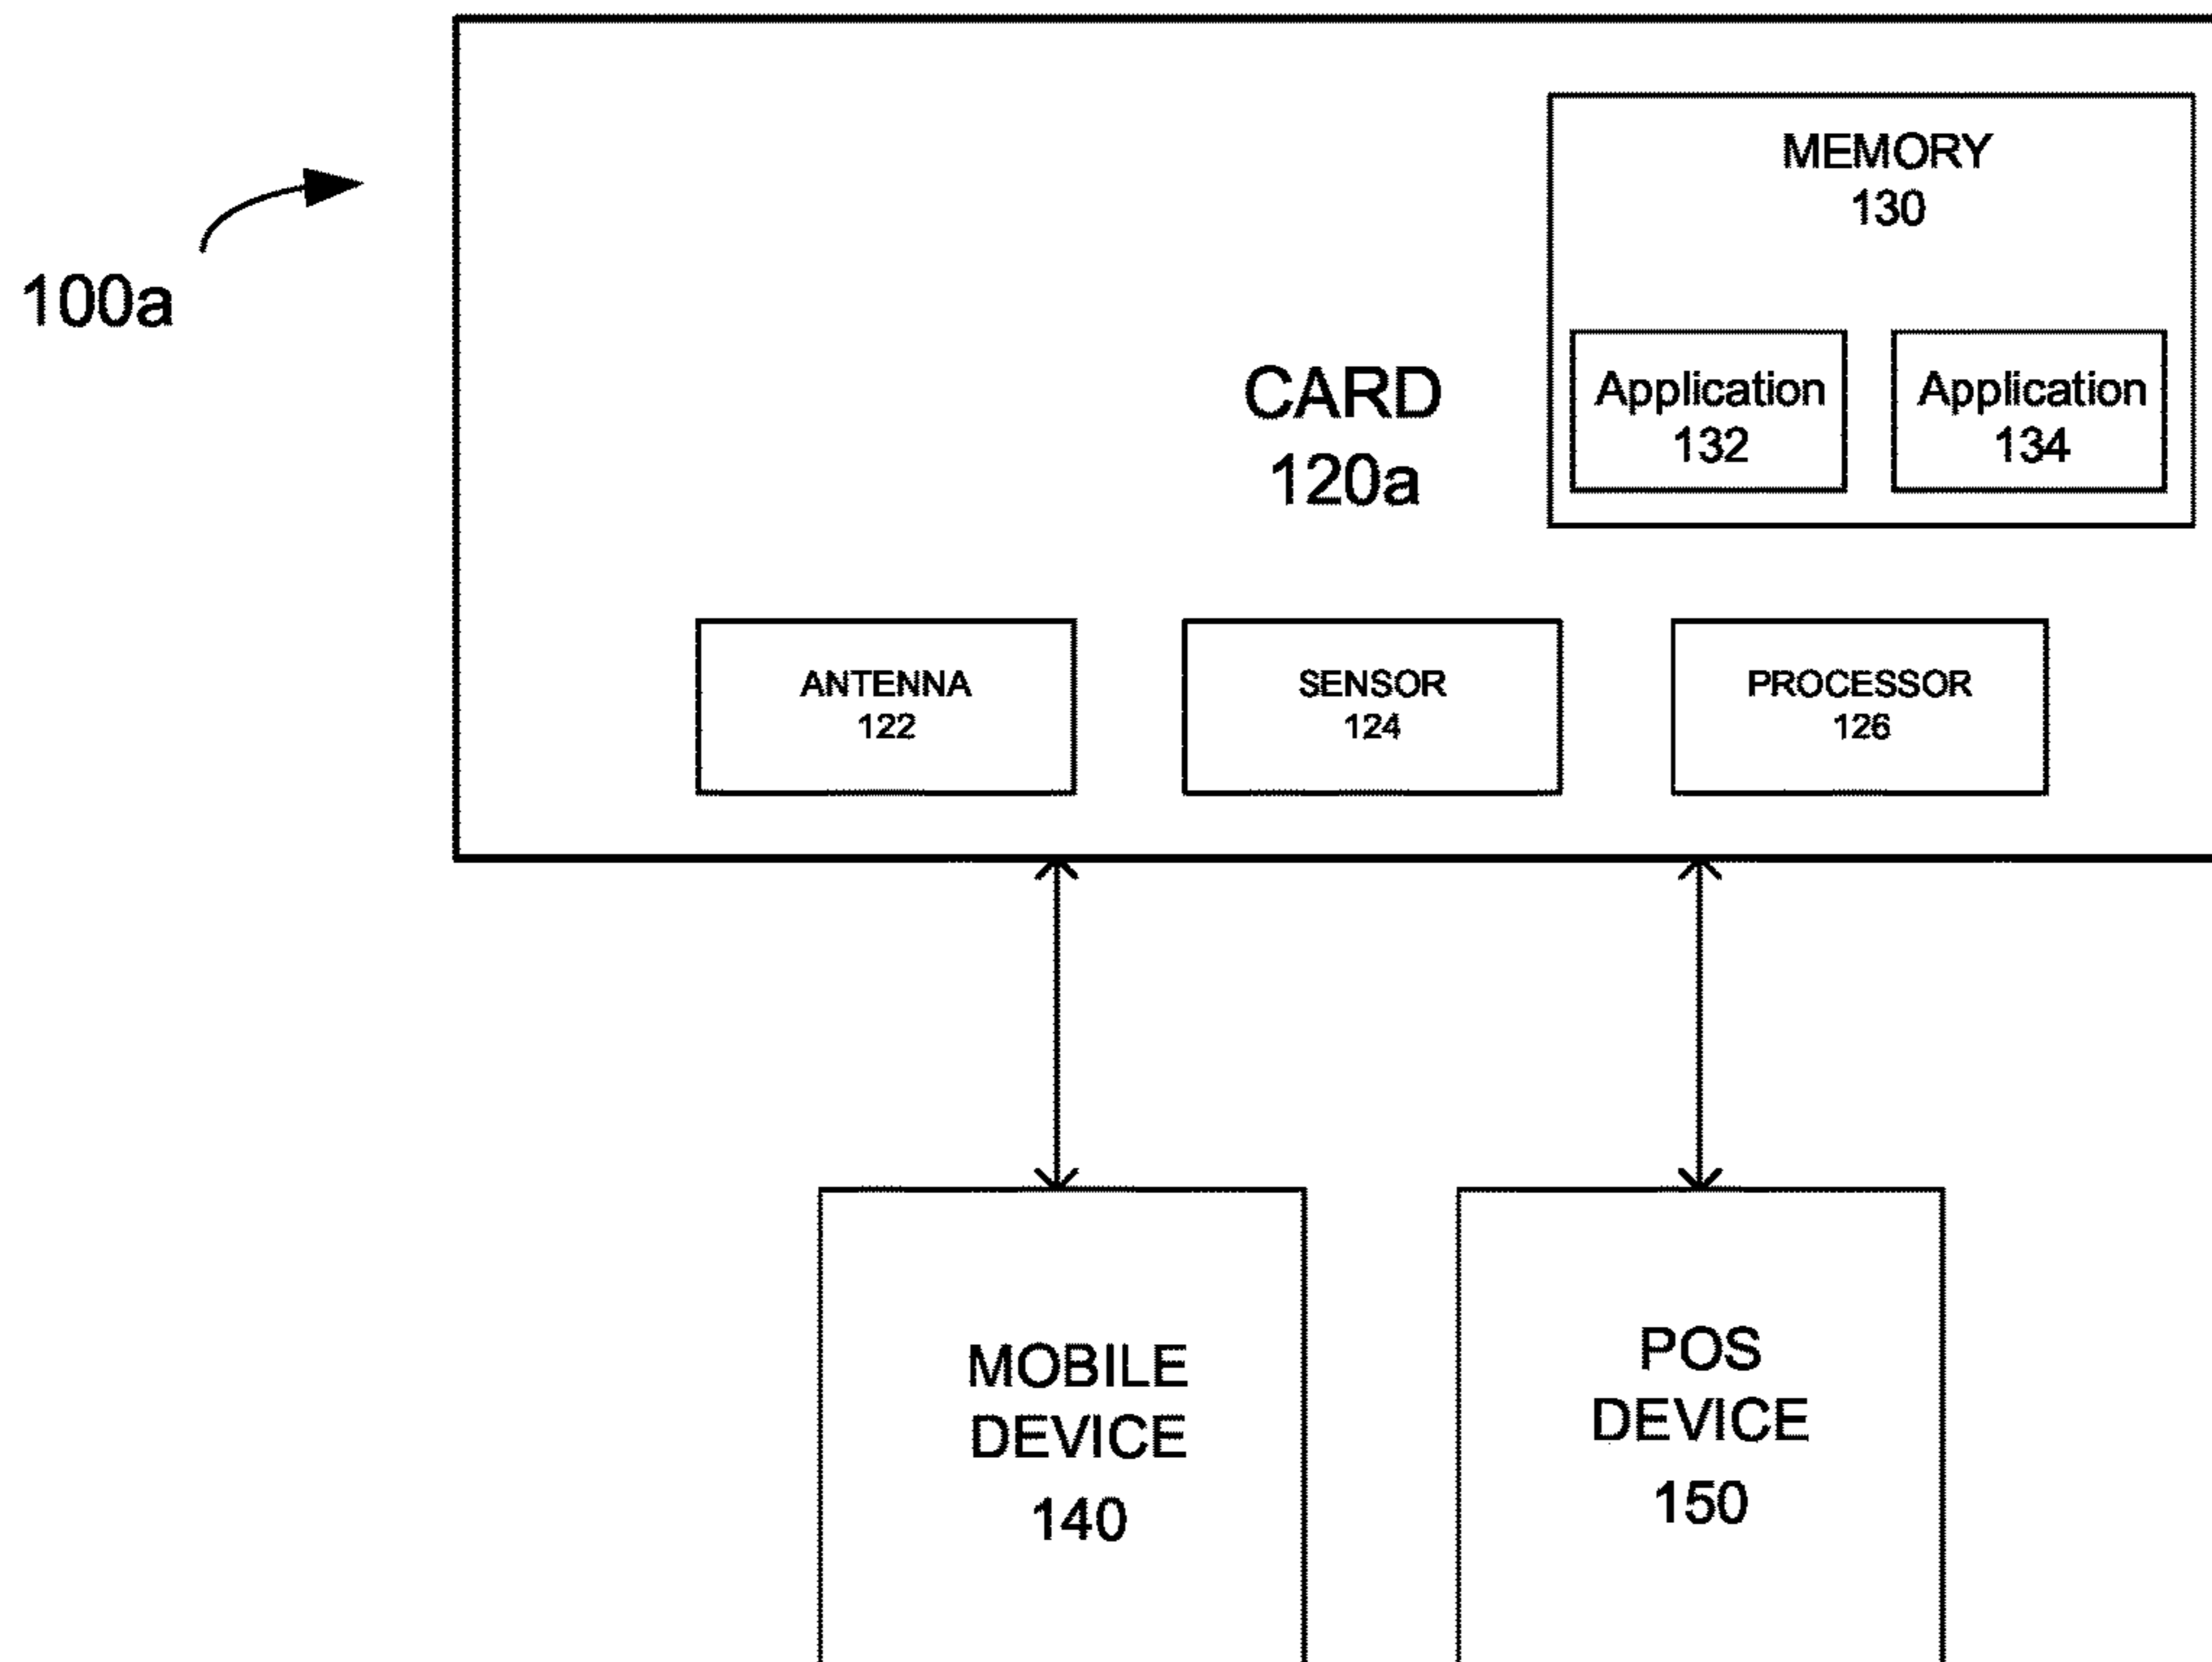 MEMORY
130
100a
CARD
120a
Application
132
Application
134
ANTENNA
122
SENSOR
124
PROCESSOR
126
MOBILE
DEVICE
140
POS
DEVICE
150